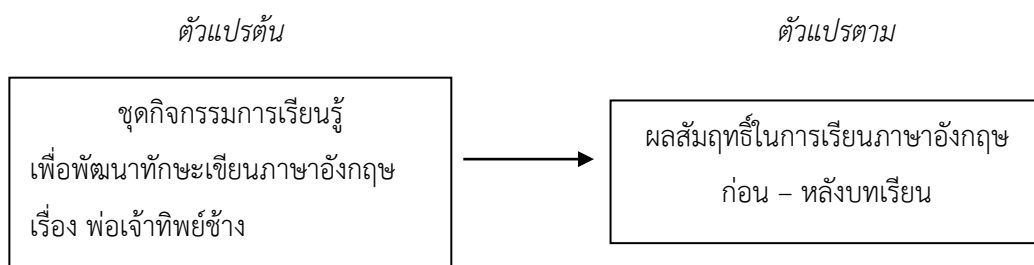 ตัวแปรต้น
ตัวแปรตาม
ชุดกิจกรรมการเรียนรู้
เพื่อพัฒนาทักษะเขียนภาษาอังกฤษ
เรื่อง พ่อเจ้าทิพย์ช้าง
ผลสัมฤทธิ์ในการเรียนภาษาอังกฤษ
ก่อน – หลังบทเรียน